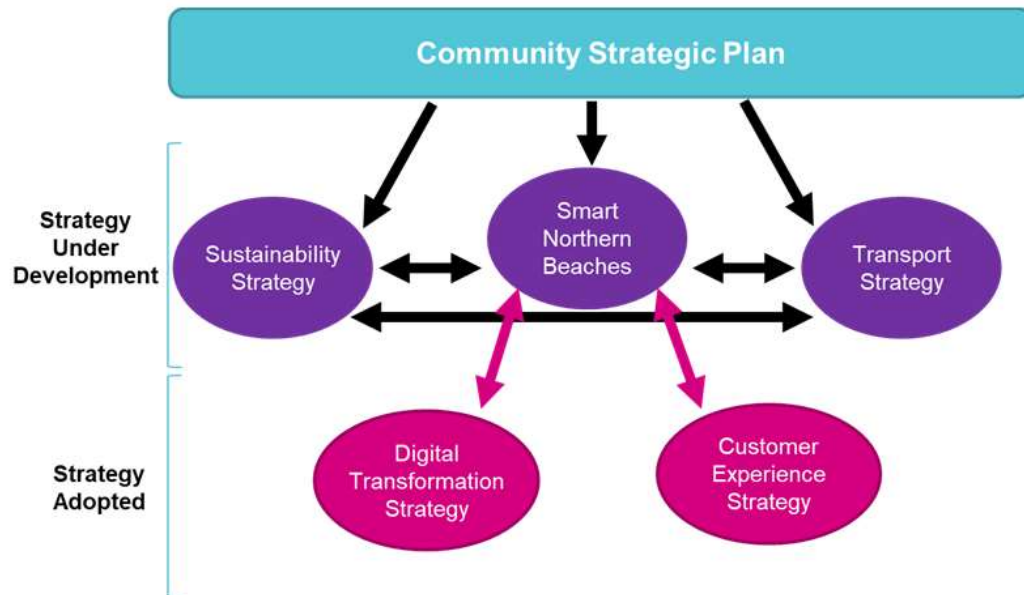 Community Strategic Plan
Strategy
Under
Development
Sustainability
Strategy
Smart
Northern
Beaches
Transport
Strategy
Strategy
Adopted
Digital
Transformation
Strategy
Customer
Experience
Strategy